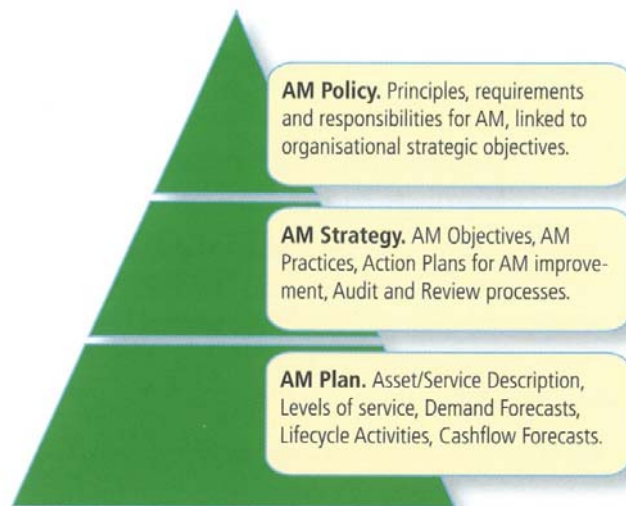 AM Policy. Principles, requirements
and responsibilities for AM, linked to
organisational strategic objectives.
AM Strategy. AM Objectives, AM
Practices, Action Plans for AM improve-
ment, Audit and Review processes.
AM Plan. Asset/Service Description,
Levels of service, Demand Forecasts,
Lifecycle Activities, Cashflow Forecasts.